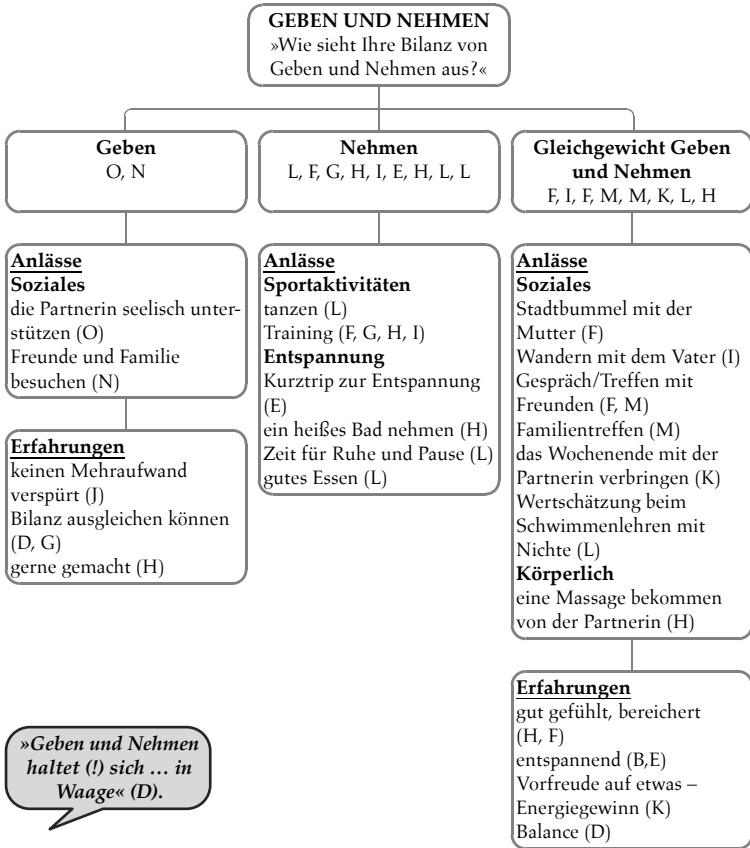 GEBEN UND NEHMEN
»Wie sieht Ihre Bilanz von
Geben und Nehmen aus?«
Geben
O, N
Nehmen
L, F, G, H, I, E, H, L, L
Gleichgewicht Geben
und Nehmen
F, I, F, M, M, K, L, H
Anlässe
Soziales
die Partnerin seelisch unter-
stützen (O)
Freunde und Familie
besuchen (N)
Erfahrungen
keinen Mehraufwand
verspürt (J)
Bilanz ausgleichen können
(D, G)
gerne gemacht (H)
Anlässe
Sportaktivitäten
tanzen (L)
Training (F, G, H, I)
Entspannung
Kurztrip zur Entspannung
(E)
ein heißes Bad nehmen (H)
Zeit für Ruhe und Pause (L)
gutes Essen (L)
Anlässe
Soziales
Stadtbummel mit der
Mutter (F)
Wandern mit dem Vater (I)
Gespräch/Treffen mit
Freunden (F, M)
Familientreffen (M)
das Wochenende mit der
Partnerin verbringen (K)
Wertschätzung beim
Schwimmenlehren mit
Nichte (L)
Körperlich
eine Massage bekommen
von der Partnerin (H)
Erfahrungen
gut gefühlt, bereichert
(H, F)
entspannend (B,E)
Vorfreude auf etwas –
Energiegewinn (K)
Balance (D)
»Geben und Nehmen
haltet (!) sich … in
Waage« (D).